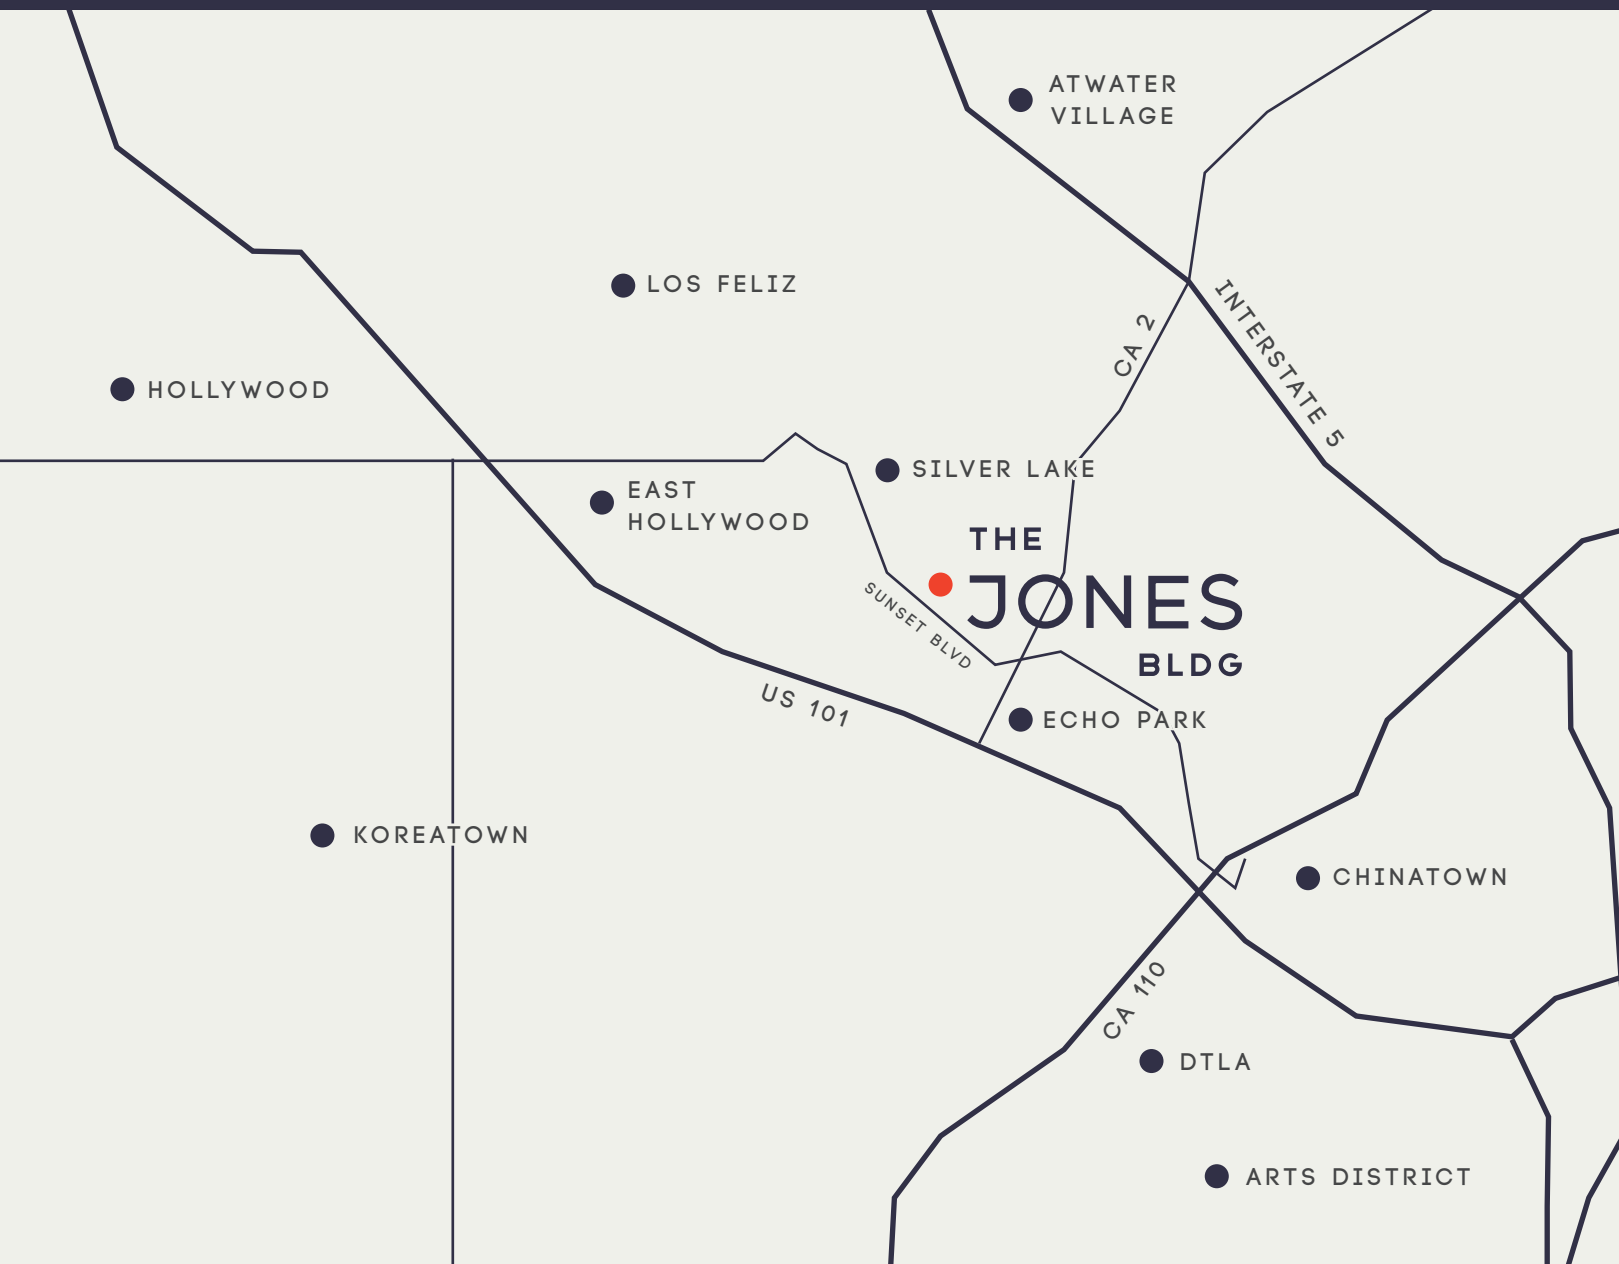 ATWATER
VILLAGE
LOS FELIZ
INTERSTATE 5
CA 2
HOLLYWOOD
SILVER LAKE
EAST
HOLLYWOOD
THE
JONES
BLDG
SUNSET BLVD
US 101
ECHO PARK
KOREATOWN
CHINATOWN
CA 110
DTLA
ARTS DISTRICT